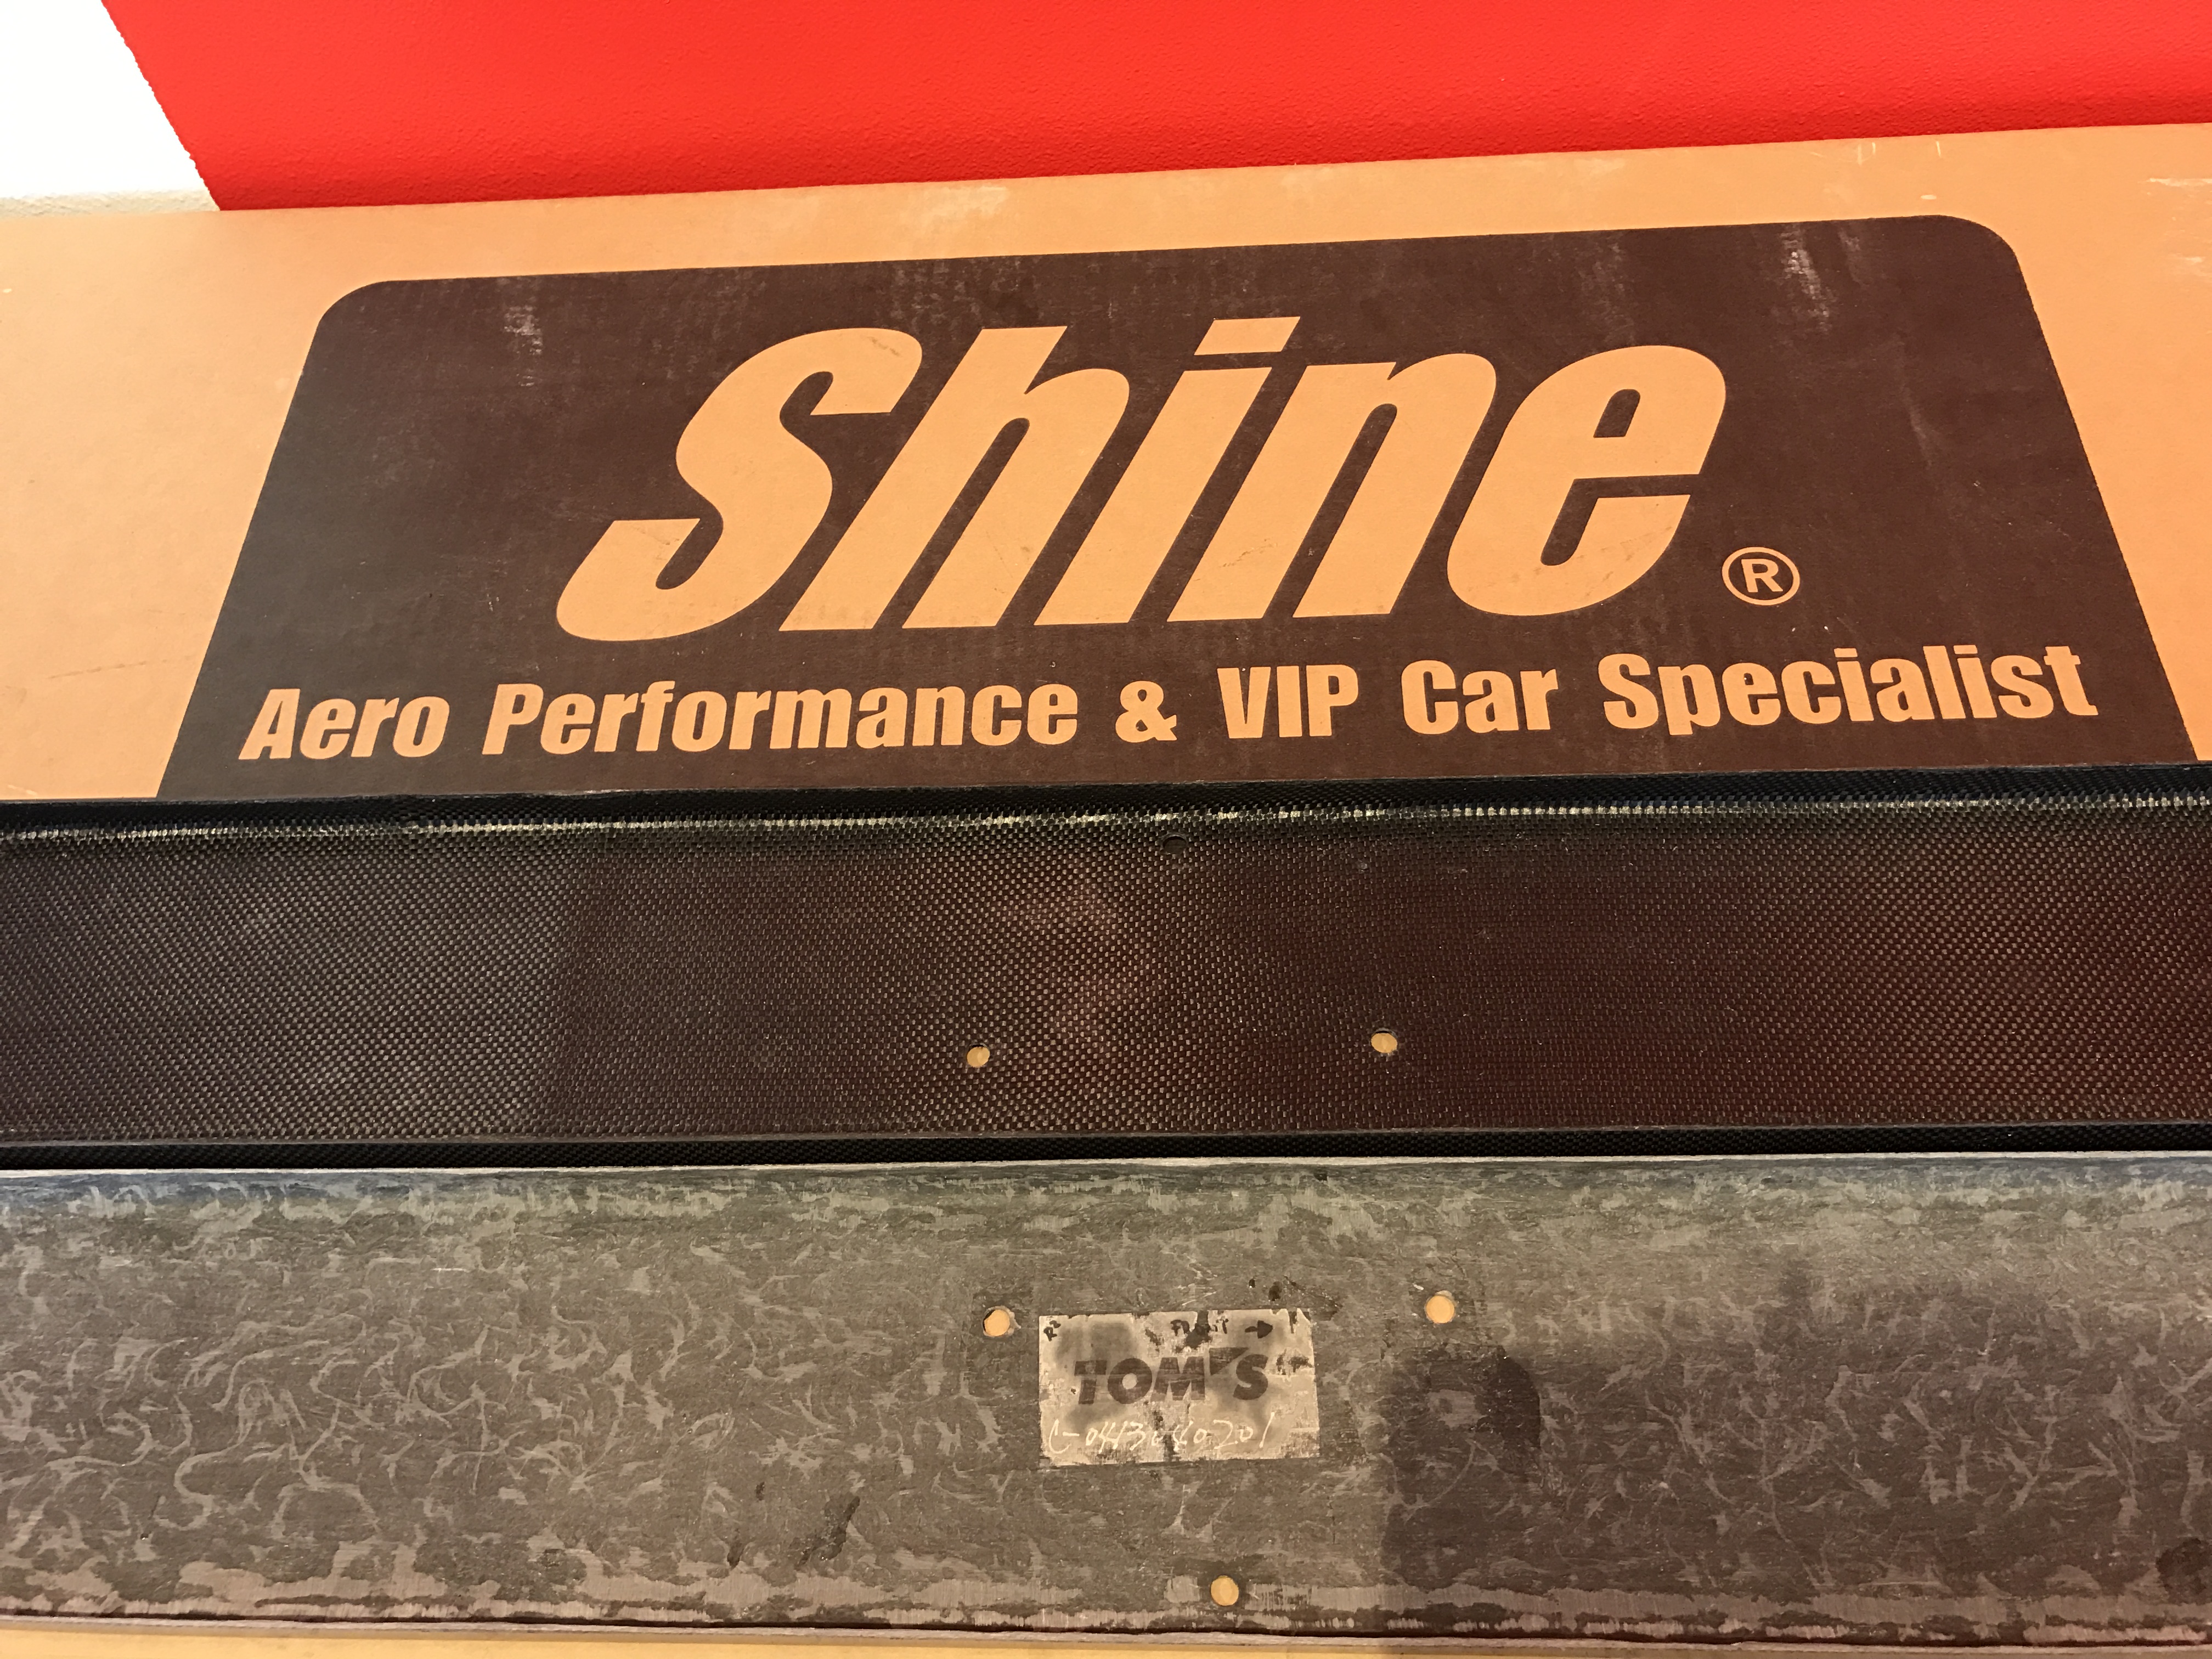 Shine ®
Aero Performance & VIP Car Specialist
TOM'S